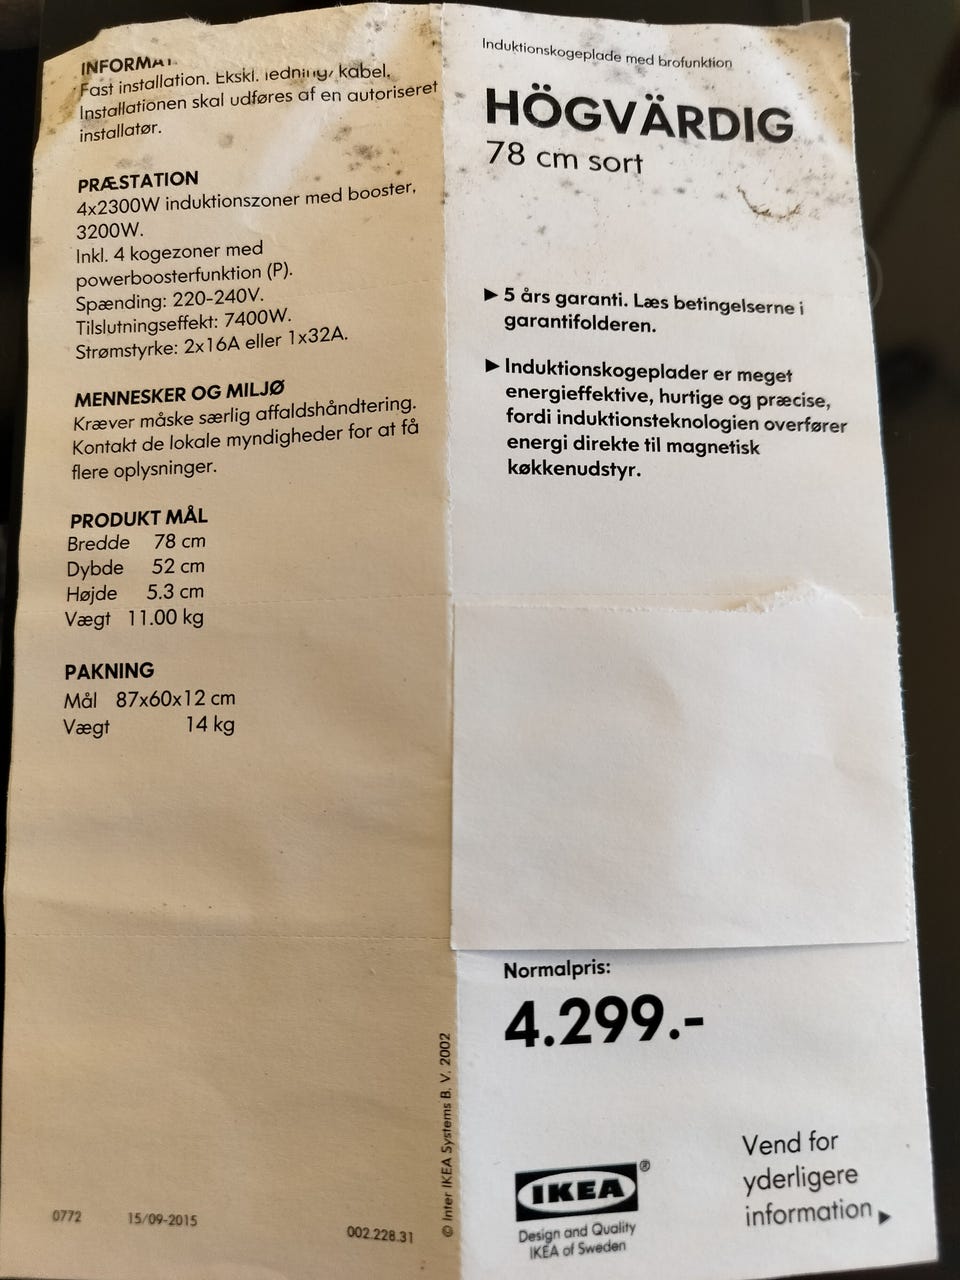 INFORMA
Fast installation. Ekskl. ledning/ kabel.
Installationen skal udføres af en autoriseret
installatør.
PRÆSTATION
4x2300W induktionszoner med booster,
3200W.
Inkl. 4 kogezoner med
powerboosterfunktion (P).
Spænding: 220-240V.
Tilslutningseffekt: 7400W.
Strømstyrke: 2x16A eller 1x32A.
MENNESKER OG MILJØ
Kræver måske særlig affaldshåndtering.
Kontakt de lokale myndigheder for at få
flere oplysninger.
PRODUKT MÅL
Bredde 78 cm
Dybde 52 cm
Højde 5.3 cm
Vægt 11.00 kg
PAKNING
Mål 87x60x12 cm
Vægt 14 kg
0772 15/09-2015 002.228.31
© Inter IKEA Systems B. V. 2002
Induktionskogeplade med brofunktion
HÖGVÄRDIG
78 cm sort
▶ 5 års garanti. Læs betingelserne i
garantifolderen.
▶ Induktionskogeplader er meget
energieffektive, hurtige og præcise,
fordi induktionsteknologien overfører
energi direkte til magnetisk
køkkenudstyr.
Normalpris:
4.299.-
IKEA®
Design and Quality
IKEA of Sweden
Vend for
yderligere
information ▶